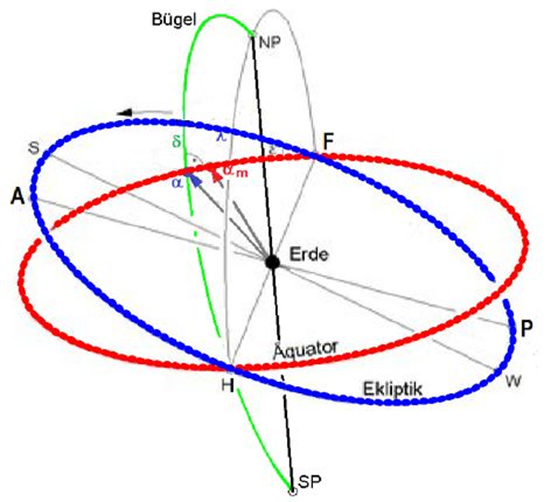 Bügel
NP
δ
λ
ε
F
S
α
αm
A
Erde
P
Äquator
W
H
Ekliptik
SP